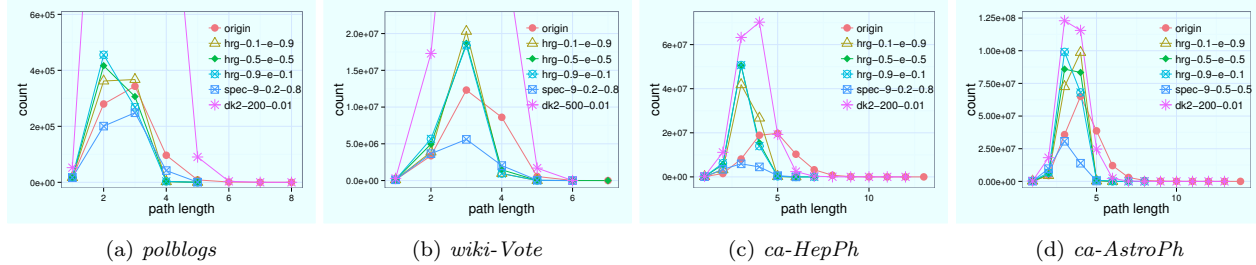 6e+05
4e+05
2e+05
0e+00
count
2 4 6 8
path length
origin
hrg−0.1−e−0.9
hrg−0.5−e−0.5
hrg−0.9−e−0.1
spec−9−0.2−0.8
dk2−200−0.01
(a) polblogs
2.0e+07
1.5e+07
1.0e+07
5.0e+06
0.0e+00
count
2 4 6
path length
origin
hrg−0.1−e−0.9
hrg−0.5−e−0.5
hrg−0.9−e−0.1
spec−9−0.2−0.8
dk2−500−0.01
(b) wiki-Vote
6e+07
4e+07
2e+07
0e+00
count
5 10
path length
origin
hrg−0.1−e−0.9
hrg−0.5−e−0.5
hrg−0.9−e−0.1
spec−9−0.2−0.8
dk2−200−0.01
(c) ca-HepPh
1.25e+08
1.00e+08
7.50e+07
5.00e+07
2.50e+07
0.00e+00
count
5 10
path length
origin
hrg−0.1−e−0.9
hrg−0.5−e−0.5
hrg−0.9−e−0.1
spec−9−0.5−0.5
dk2−200−0.01
(d) ca-AstroPh